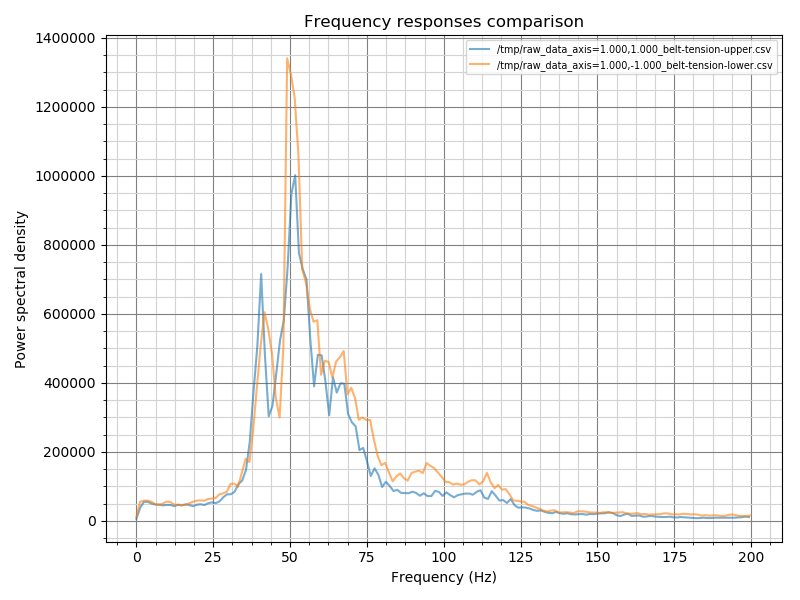 Frequency responses comparison
/tmp/raw_data_axis=1.000,1.000_belt-tension-upper.csv
/tmp/raw_data_axis=1.000,-1.000_belt-tension-lower.csv
1400000
1200000
1000000
800000
600000
400000
200000
0
Power spectral density
0 25 50 75 100 125 150 175 200
Frequency (Hz)